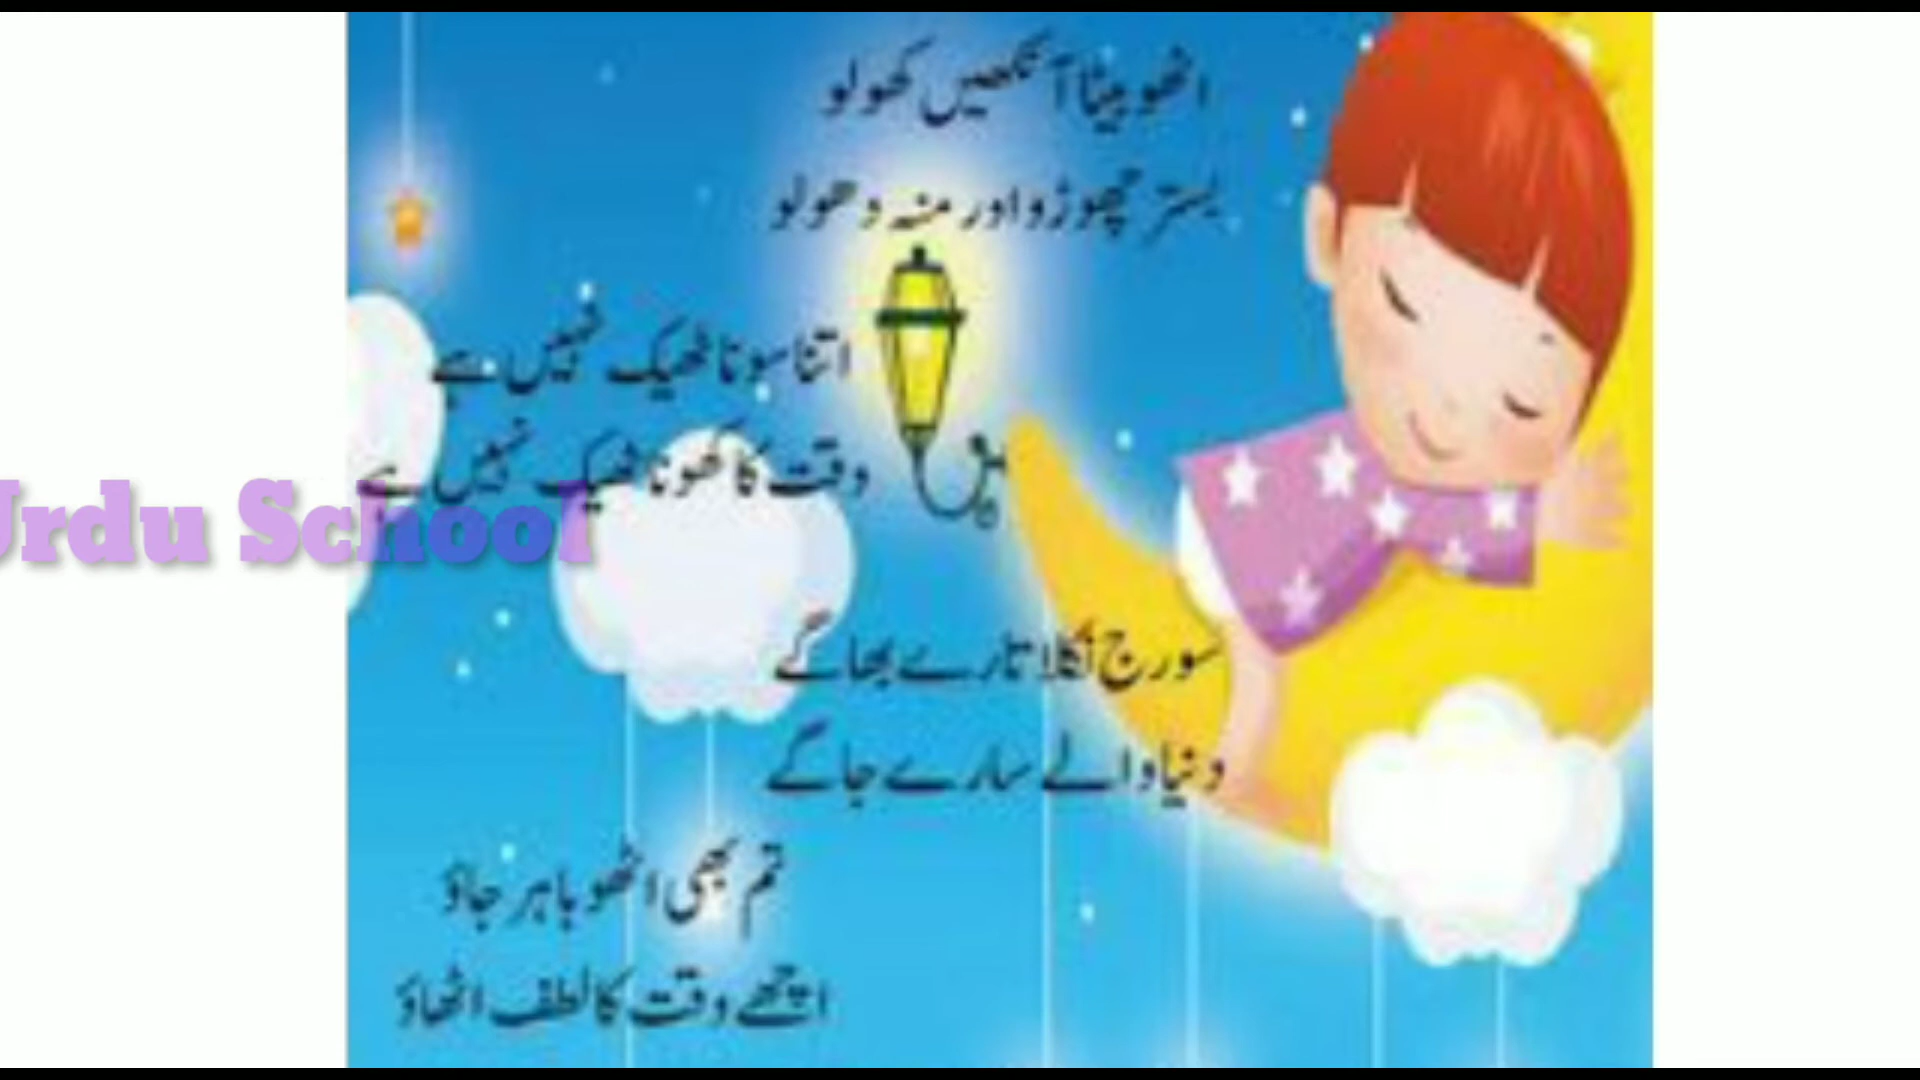 اٹھو بیٹا آنکھیں کھولو
بستر چھوڑو اور منہ دھولو
اتنا سونا ٹھیک نہیں ہے
وقت کا کھونا ٹھیک نہیں ہے
Urdu School
سورج نکلا تارے بھاگے
دنیا والے سارے جاگے
تم بھی اٹھو باہر جاؤ
اچھے وقت کا لطف اٹھاؤ